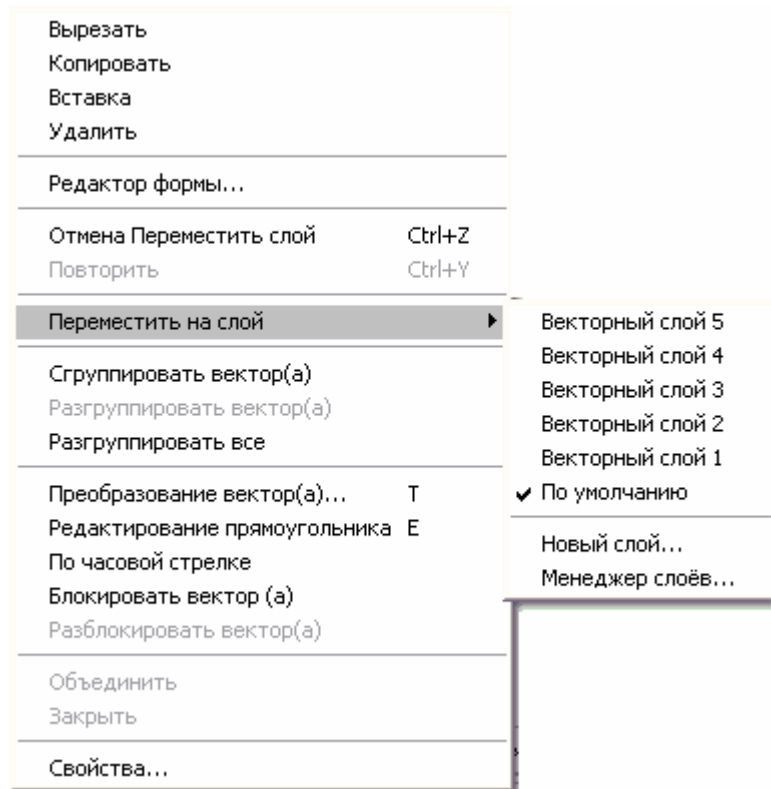 Вырезать
Копировать
Вставка
Удалить
Редактор формы...
Отмена Переместить слой Ctrl+Z
Повторить Ctrl+Y
Переместить на слой
Сгруппировать вектор(а)
Разгруппировать вектор(а)
Разгруппировать все
Преобразование вектор(а)... T
Редактирование прямоугольника E
По часовой стрелке
Блокировать вектор (а)
Разблокировать вектор(а)
Объединить
Закрыть
Свойства...
Векторный слой 5
Векторный слой 4
Векторный слой 3
Векторный слой 2
Векторный слой 1
По умолчанию
Новый слой...
Менеджер слоёв...